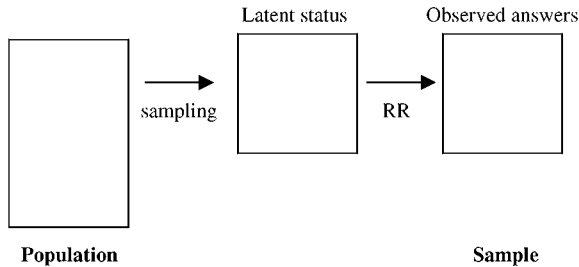 Latent status
Observed answers
sampling
RR
Population
Sample